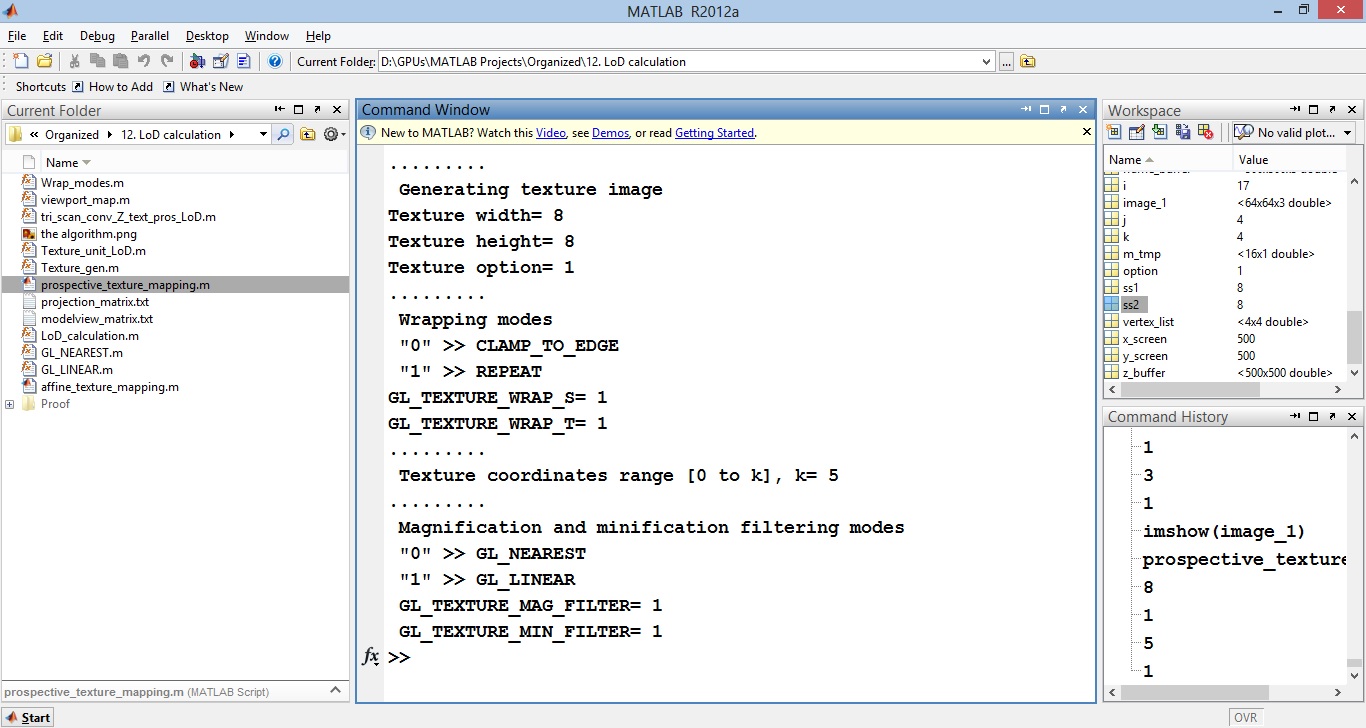 MATLAB R2012a
File Edit Debug Parallel Desktop Window Help
Current Folder: D:\GPUs\MATLAB Projects\Organized\12. LoD calculation
...
Shortcuts How to Add What's New
Current Folder
« Organized 12. LoD calculation
Name
Wrap_modes.m
viewport_map.m
tri_scan_conv_Z_text_pros_LoD.m
the algorithm.png
Texture_unit_LoD.m
Texture_gen.m
prospective_texture_mapping.m
projection_matrix.txt
modelview_matrix.txt
LoD_calculation.m
GL_NEAREST.m
GL_LINEAR.m
affine_texture_mapping.m
Proof
prospective_texture_mapping.m (MATLAB Script)
Command Window
New to MATLAB? Watch this Video, see Demos, or read Getting Started.
.........
Generating texture image
Texture width= 8
Texture height= 8
Texture option= 1
.........
Wrapping modes
"0" >> CLAMP_TO_EDGE
"1" >> REPEAT
GL_TEXTURE_WRAP_S= 1
GL_TEXTURE_WRAP_T= 1
.........
Texture coordinates range [0 to k], k= 5
.........
Magnification and minification filtering modes
"0" >> GL_NEAREST
"1" >> GL_LINEAR
GL_TEXTURE_MAG_FILTER= 1
GL_TEXTURE_MIN_FILTER= 1
fx >>
Workspace
No valid plot...
Name Value
i 17
image_1 <64x64x3 double>
j 4
k 4
m_tmp <16x1 double>
option 1
ss1 8
ss2 8
vertex_list <4x4 double>
x_screen 500
y_screen 500
z_buffer <500x500 double>
Command History
1
3
1
imshow(image_1)
prospective_texture
8
1
5
1
Start
OVR